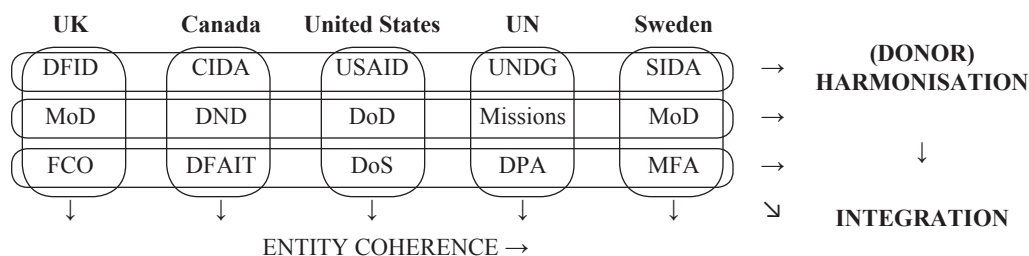 UK Canada United States UN Sweden
DFID CIDA USAID UNDG SIDA → (DONOR)
HARMONISATION
MoD DND DoD Missions MoD →
FCO DFAIT DoS DPA MFA → ↓
↓ ↓ ↓ ↓ ↓ ↘ INTEGRATION
ENTITY COHERENCE →